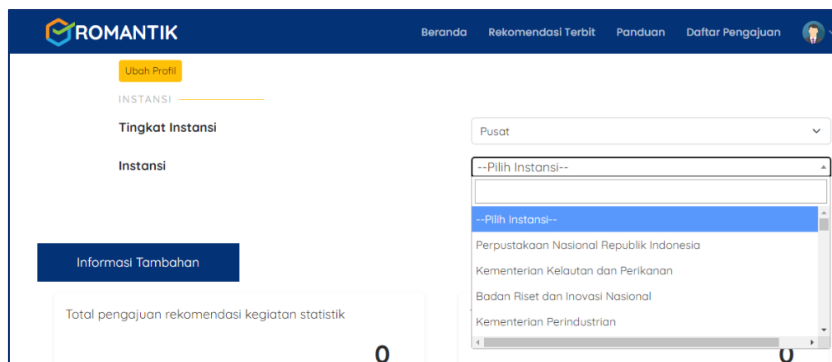 ROMANTIK
Beranda Rekomendasi Terbit Panduan Daftar Pengajuan
Ubah Profil
INSTANSI
Tingkat Instansi
Pusat
Instansi
--Pilih Instansi--
--Pilih Instansi--
Perpustakaan Nasional Republik Indonesia
Kementerian Kelautan dan Perikanan
Badan Riset dan Inovasi Nasional
Kementerian Perindustrian
Informasi Tambahan
Total pengajuan rekomendasi kegiatan statistik
0
0